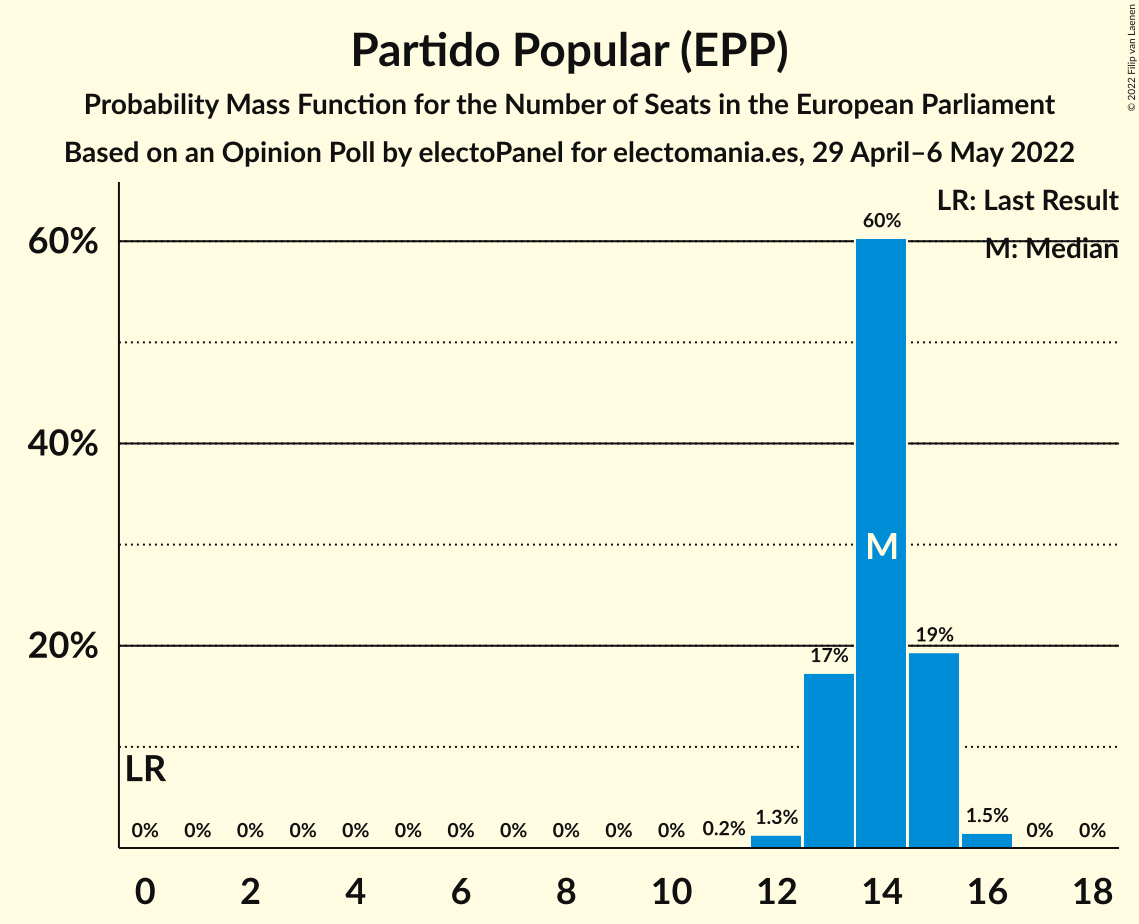 Partido Popular (EPP)
Probability Mass Function for the Number of Seats in the European Parliament
Based on an Opinion Poll by electoPanel for electomania.es, 29 April–6 May 2022
© 2022 Filip van Laenen
LR: Last Result
M: Median
60%
40%
20%
60%
M
19%
17%
LR
0% 0% 0% 0% 0% 0% 0% 0% 0% 0% 0% 0.2% 1.3% 1.5% 0% 0%
0 2 4 6 8 10 12 14 16 18